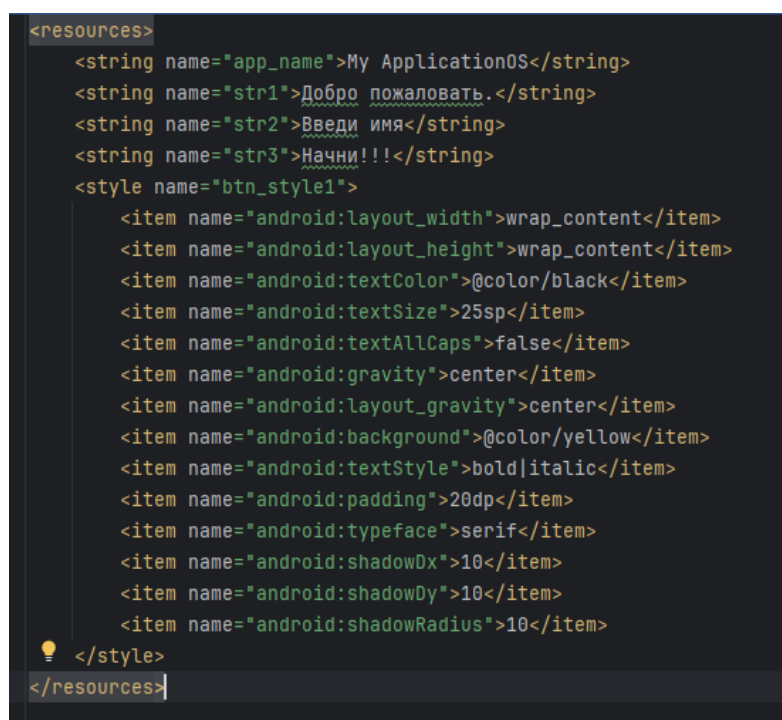 <resources>
    <string name="app_name">My ApplicationOS</string>
    <string name="str1">Добро пожаловать.</string>
    <string name="str2">Введи имя</string>
    <string name="str3">Начни!!!</string>
    <style name="btn_style1">
        <item name="android:layout_width">wrap_content</item>
        <item name="android:layout_height">wrap_content</item>
        <item name="android:textColor">@color/black</item>
        <item name="android:textSize">25sp</item>
        <item name="android:textAllCaps">false</item>
        <item name="android:gravity">center</item>
        <item name="android:layout_gravity">center</item>
        <item name="android:background">@color/yellow</item>
        <item name="android:textStyle">bold|italic</item>
        <item name="android:padding">20dp</item>
        <item name="android:typeface">serif</item>
        <item name="android:shadowDx">10</item>
        <item name="android:shadowDy">10</item>
        <item name="android:shadowRadius">10</item>
    </style>
</resources>